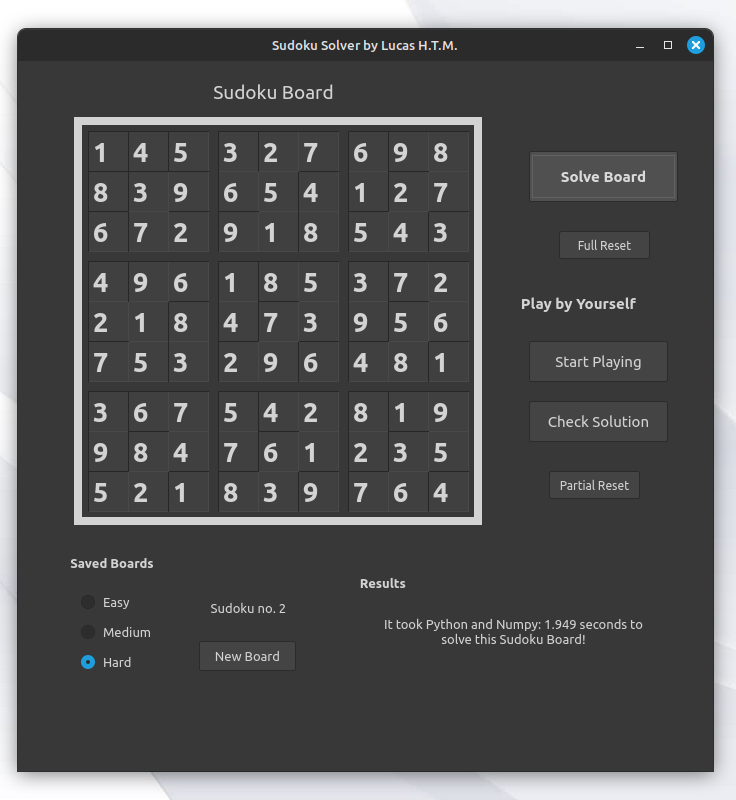 Sudoku Solver by Lucas H.T.M.
Sudoku Board
1 4 5 3 2 7 6 9 8
8 3 9 6 5 4 1 2 7
6 7 2 9 1 8 5 4 3
4 9 6 1 8 5 3 7 2
2 1 8 4 7 3 9 5 6
7 5 3 2 9 6 4 8 1
3 6 7 5 4 2 8 1 9
9 8 4 7 6 1 2 3 5
5 2 1 8 3 9 7 6 4
Solve Board
Full Reset
Play by Yourself
Start Playing
Check Solution
Partial Reset
Saved Boards
Easy
Medium
Hard
Sudoku no. 2
New Board
Results
It took Python and Numpy: 1.949 seconds to
solve this Sudoku Board!